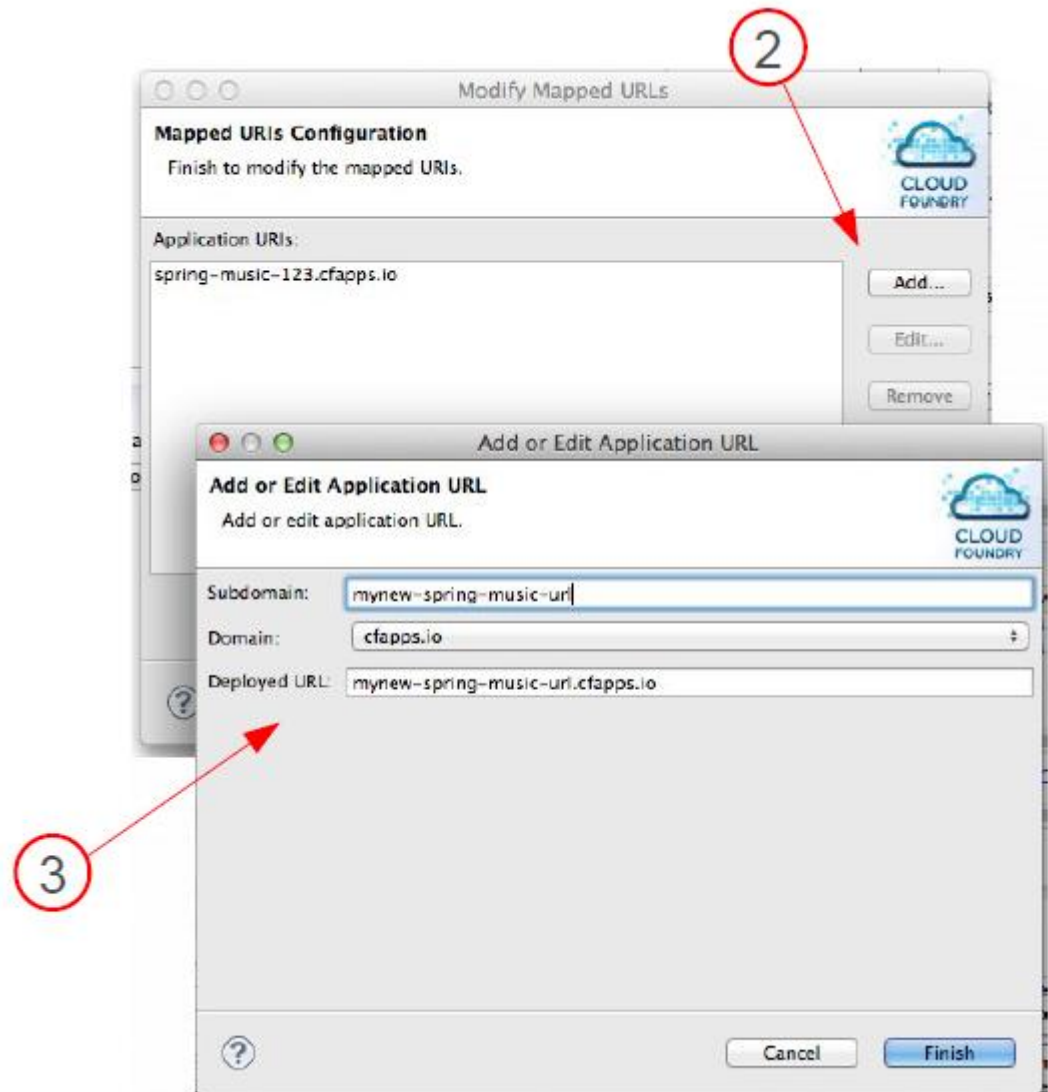 2
Modify Mapped URLs
Mapped URIs Configuration
Finish to modify the mapped URIs.
CLOUD
FOUNDRY
Application URIs:
spring-music-123.cfapps.io
Add...
Edit...
Remove
Add or Edit Application URL
Add or Edit Application URL
Add or edit application URL.
CLOUD
FOUNDRY
Subdomain: mynew-spring-music-url
Domain: cfapps.io
Deployed URL: mynew-spring-music-url.cfapps.io
3
?
?
Cancel
Finish